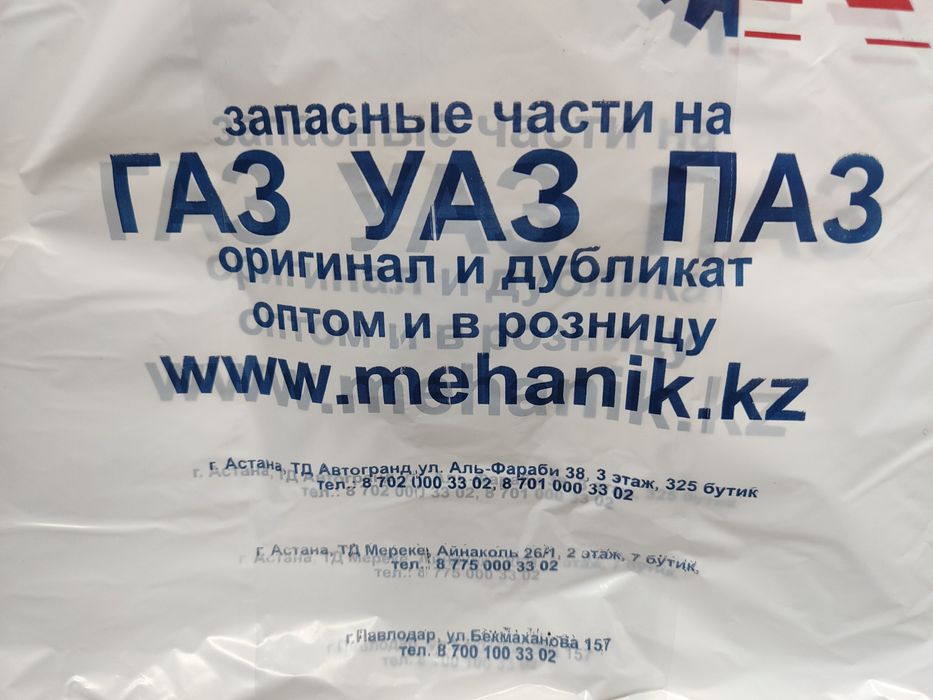 запасные части на
ГАЗ УАЗ ПАЗ
оригинал и дубликат
оптом и в розницу
www.mehanik.kz
г. Астана, ТД Автогранд,ул. Аль-Фараби 38, 3 этаж, 325 бутик
тел.: 8 702 000 33 02, 8 701 000 33 02
г. Астана, ТД Мереке, Айнаколь 26/1, 2 этаж, 7 бутик,
тел.: 8 775 000 33 02
г.Павлодар, ул.Бекмаханова 157
тел. 8 700 100 33 02